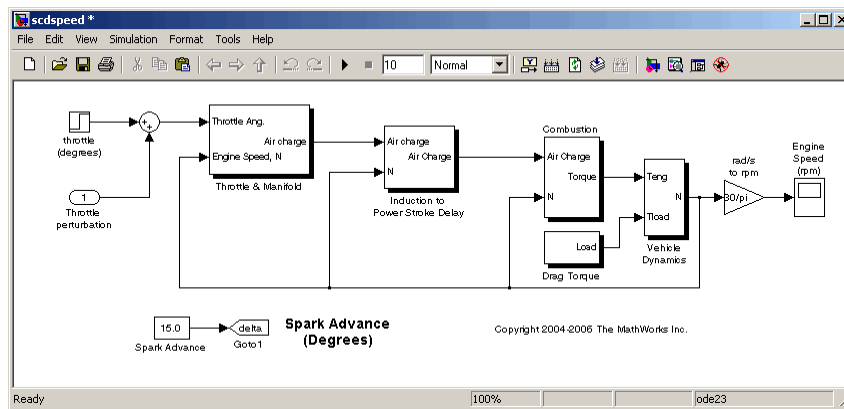 scdspeed *
File Edit View Simulation Format Tools Help
10 Normal
throttle
(degrees)
Throttle Ang.
Air charge
Engine Speed, N
Throttle & Manifold
1
Throttle
perturbation
Air charge
Air Charge
N
Induction to
Power Stroke Delay
Combustion
Air Charge
Torque
N
Load
Drag Torque
Teng
N
Tload
Vehicle
Dynamics
rad/s
to rpm
30/pi
Engine
Speed
(rpm)
15.0
Spark Advance
delta
Goto1
Spark Advance
(Degrees)
Copyright 2004-2006 The MathWorks Inc.
Ready 100% ode23